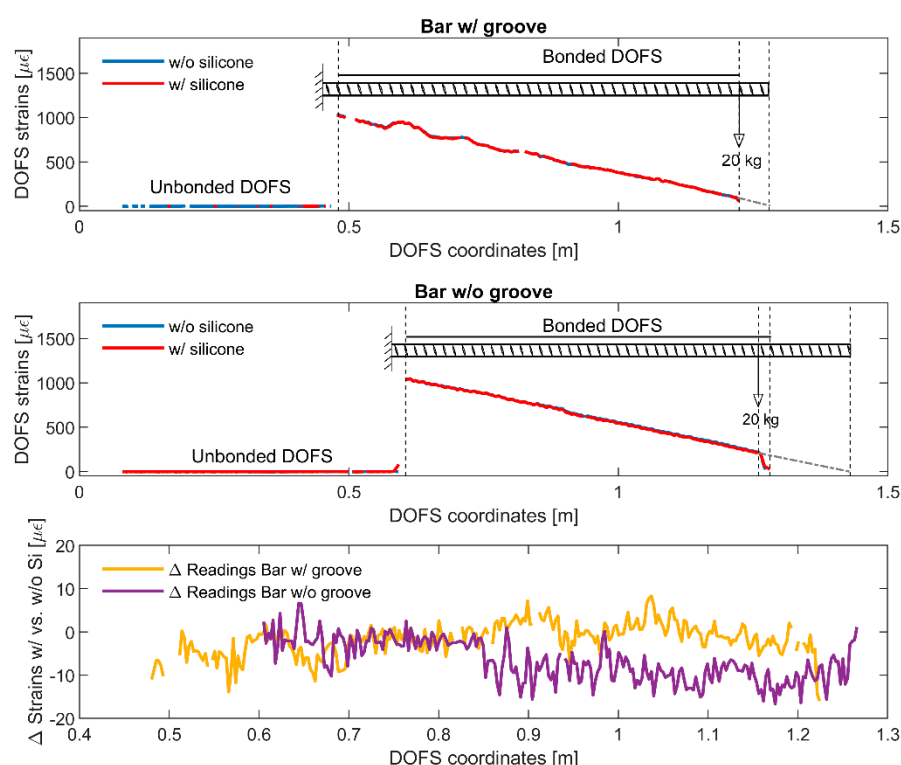 Bar w/ groove
DOFS strains [με]
1500
1000
500
0
w/o silicone
w/ silicone
Bonded DOFS
20 kg
Unbonded DOFS
0
0.5
1
1.5
DOFS coordinates [m]
Bar w/o groove
DOFS strains [με]
1500
1000
500
0
w/o silicone
w/ silicone
Bonded DOFS
20 kg
Unbonded DOFS
0
0.5
1
1.5
DOFS coordinates [m]
Δ Strains w/ vs. w/o Si [με]
20
10
0
-10
-20
Δ Readings Bar w/ groove
Δ Readings Bar w/o groove
0.4
0.5
0.6
0.7
0.8
0.9
1
1.1
1.2
1.3
DOFS coordinates [m]